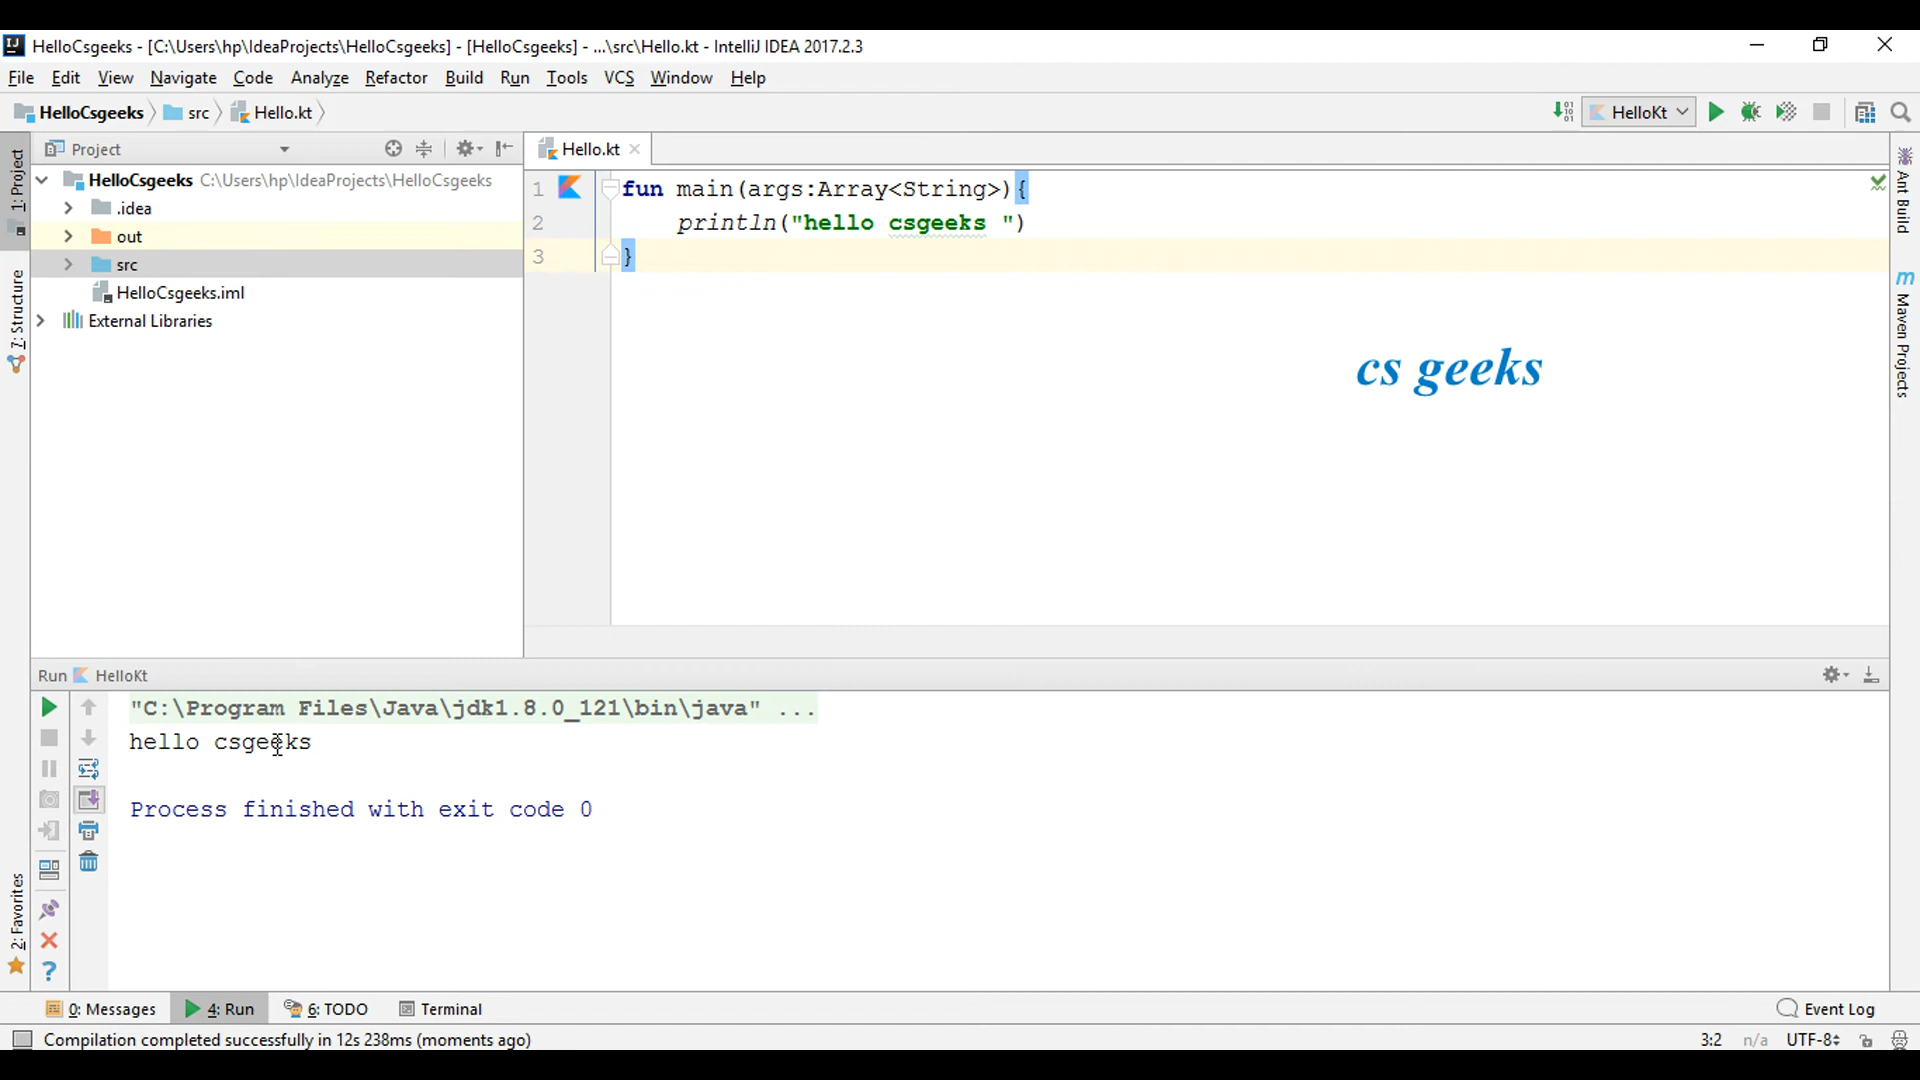 HelloCsgeeks - [C:\Users\hp\IdeaProjects\HelloCsgeeks] - [HelloCsgeeks] - ...\src\Hello.kt - IntelliJ IDEA 2017.2.3
File Edit View Navigate Code Analyze Refactor Build Run Tools VCS Window Help
HelloCsgeeks src Hello.kt
HelloKt
Project
Hello.kt
1: Project
7: Structure
2: Favorites
HelloCsgeeks C:\Users\hp\IdeaProjects\HelloCsgeeks
.idea
out
src
HelloCsgeeks.iml
External Libraries
1 fun main(args:Array<String>){
2 println("hello csgeeks ")
3 }
cs geeks
Ant Build
Maven Projects
Run HelloKt
"C:\Program Files\Java\jdk1.8.0_121\bin\java" ...
hello csgeeks
Process finished with exit code 0
0: Messages 4: Run 6: TODO Terminal Event Log
Compilation completed successfully in 12s 238ms (moments ago) 3:2 n/a UTF-8